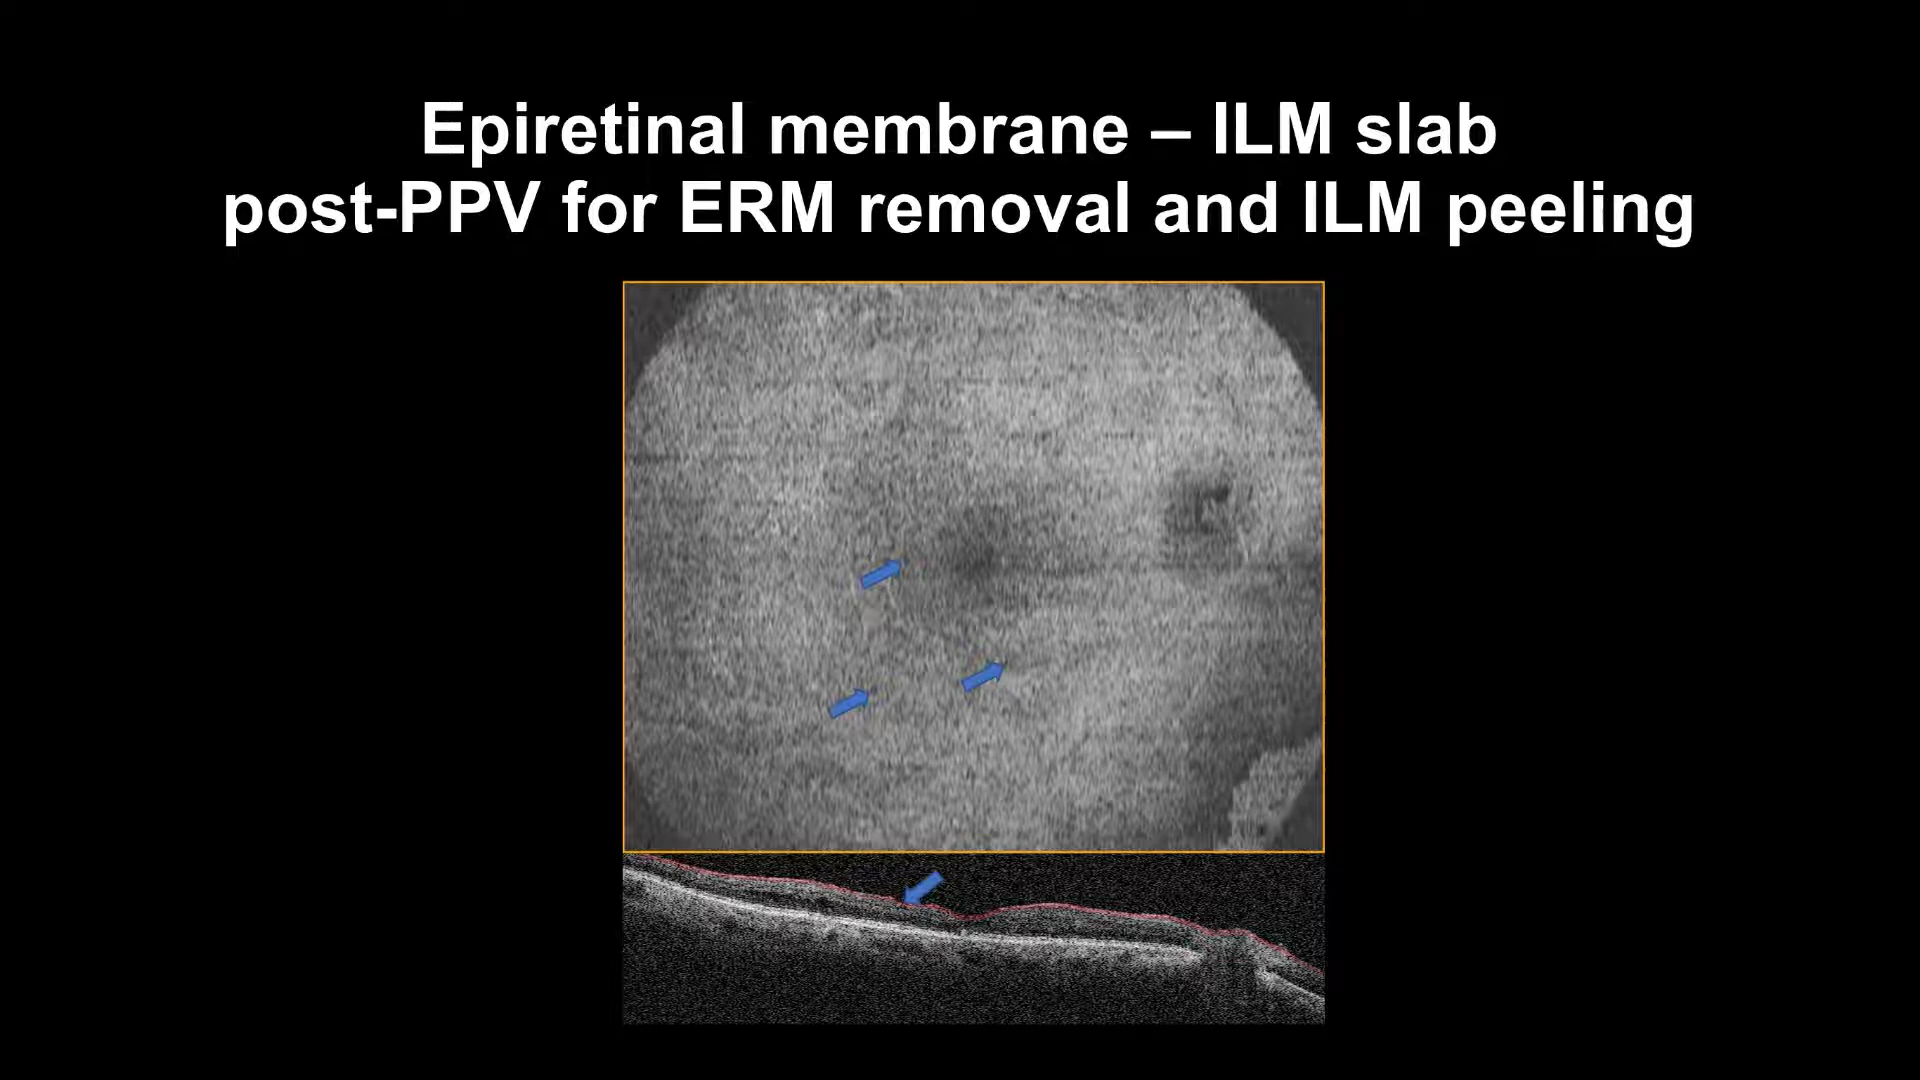 Epiretinal membrane – ILM slab
post-PPV for ERM removal and ILM peeling